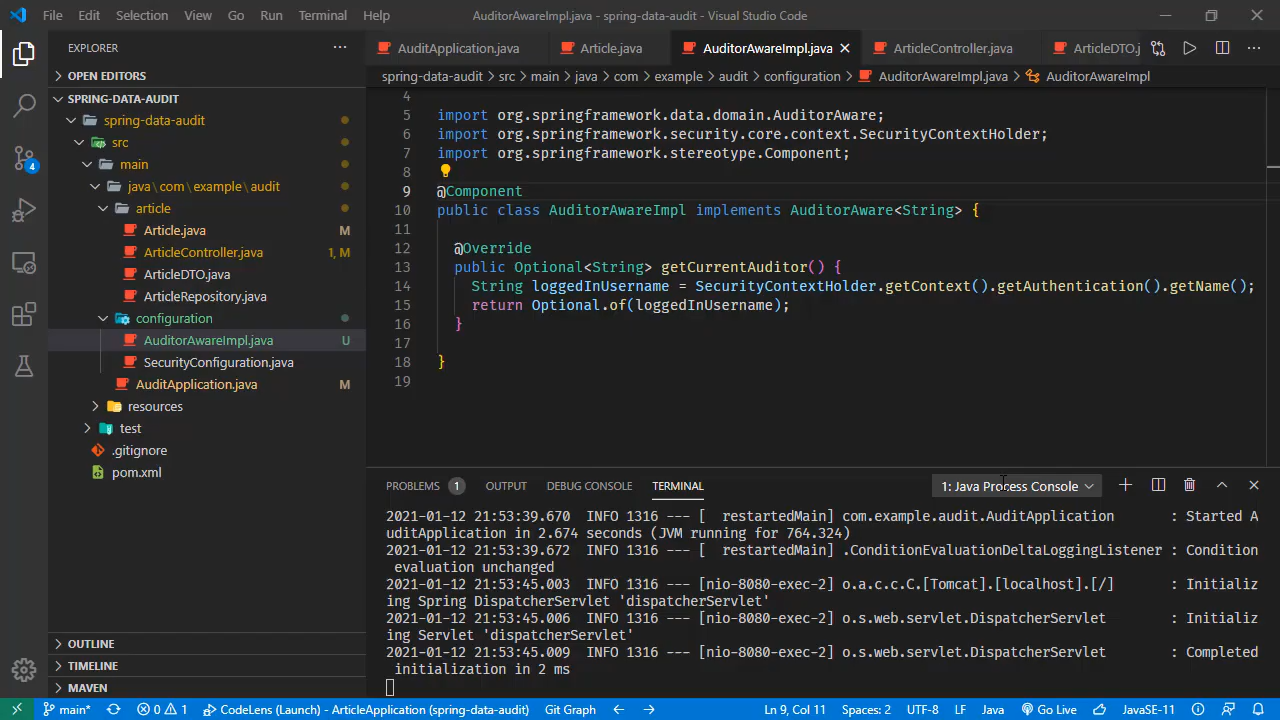 File Edit Selection View Go Run Terminal Help AuditorAwareImpl.java - spring-data-audit - Visual Studio Code
EXPLORER
AuditApplication.java Article.java AuditorAwareImpl.java ArticleController.java ArticleDTO.j
spring-data-audit > src > main > java > com > example > audit > configuration > AuditorAwareImpl.java > AuditorAwareImpl
OPEN EDITORS
SPRING-DATA-AUDIT
spring-data-audit
src
main
java\com\example\audit
article
Article.java M
ArticleController.java 1, M
ArticleDTO.java
ArticleRepository.java
configuration
AuditorAwareImpl.java U
SecurityConfiguration.java
AuditApplication.java M
resources
test
.gitignore
pom.xml
OUTLINE
TIMELINE
MAVEN
4
4
5 import org.springframework.data.domain.AuditorAware;
6 import org.springframework.security.core.context.SecurityContextHolder;
7 import org.springframework.stereotype.Component;
8
9 @Component
10 public class AuditorAwareImpl implements AuditorAware<String> {
11
12 @Override
13 public Optional<String> getCurrentAuditor() {
14 String loggedInUsername = SecurityContextHolder.getContext().getAuthentication().getName();
15 return Optional.of(loggedInUsername);
16 }
17
18 }
19
PROBLEMS 1 OUTPUT DEBUG CONSOLE TERMINAL 1: Java Process Console
2021-01-12 21:53:39.670 INFO 1316 --- [ restartedMain] com.example.audit.AuditApplication : Started A
uditApplication in 2.674 seconds (JVM running for 764.324)
2021-01-12 21:53:39.672 INFO 1316 --- [ restartedMain] .ConditionEvaluationDeltaLoggingListener : Condition
evaluation unchanged
2021-01-12 21:53:45.003 INFO 1316 --- [nio-8080-exec-2] o.a.c.c.C.[Tomcat].[localhost].[/] : Initializ
ing Spring DispatcherServlet 'dispatcherServlet'
2021-01-12 21:53:45.006 INFO 1316 --- [nio-8080-exec-2] o.s.web.servlet.DispatcherServlet : Initializ
ing Servlet 'dispatcherServlet'
2021-01-12 21:53:45.009 INFO 1316 --- [nio-8080-exec-2] o.s.web.servlet.DispatcherServlet : Completed
initialization in 2 ms
main* 0 1 CodeLens (Launch) - ArticleApplication (spring-data-audit) Git Graph Ln 9, Col 11 Spaces: 2 UTF-8 LF Java Go Live JavaSE-11